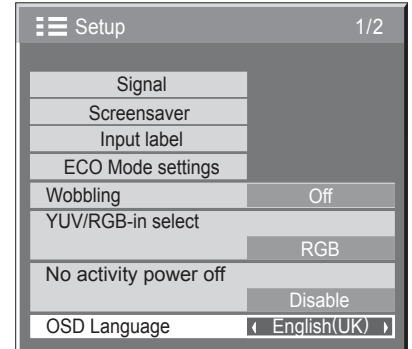 Setup 1/2
Signal
Screensaver
Input label
ECO Mode settings
Wobbling Off
YUV/RGB-in select
RGB
No activity power off
Disable
OSD Language English(UK)